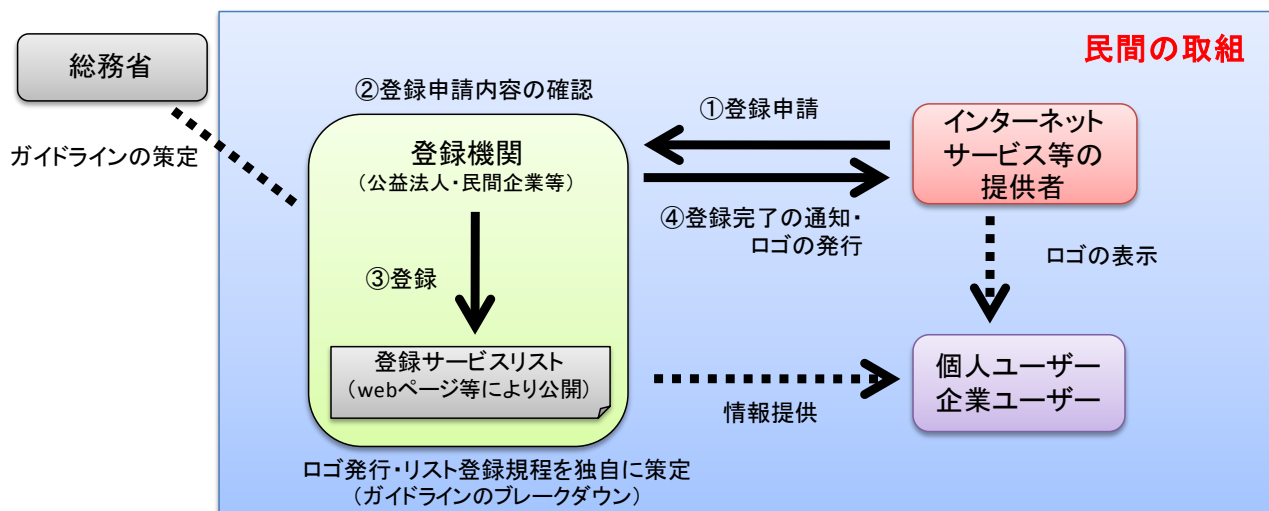 民間の取組
総務省
ガイドラインの策定
②登録申請内容の確認
登録機関
（公益法人・民間企業等）
③登録
登録サービスリスト
（webページ等により公開）
ロゴ発行・リスト登録規程を独自に策定
（ガイドラインのブレークダウン）
①登録申請
④登録完了の通知・
ロゴの発行
インターネット
サービス等の
提供者
ロゴの表示
情報提供
個人ユーザー
企業ユーザー